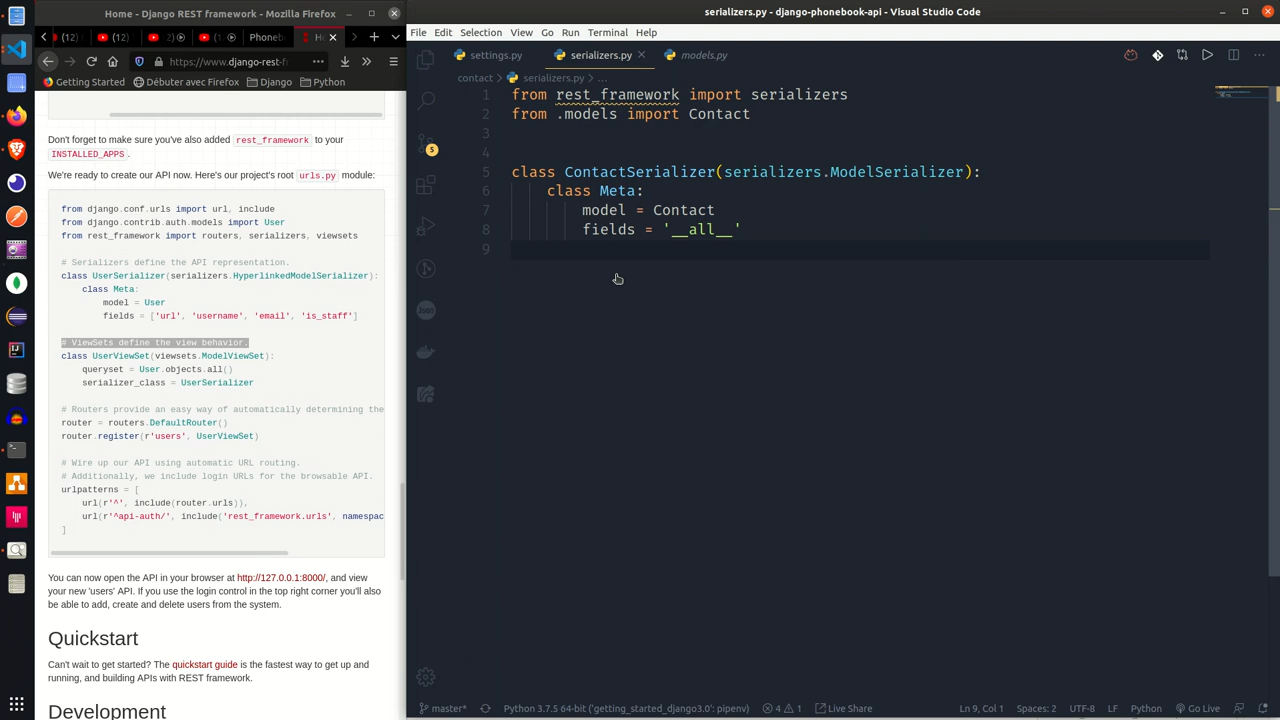 Home - Django REST framework - Mozilla Firefox
(12)
(12)
2)
(1
Phoneb
H
https://www.django-rest-f
Getting Started
Débuter avec Firefox
Django
Python
Don't forget to make sure you've also added rest_framework to your
INSTALLED_APPS.
We're ready to create our API now. Here's our project's root urls.py module:
from django.conf.urls import url, include
from django.contrib.auth.models import User
from rest_framework import routers, serializers, viewsets
# Serializers define the API representation.
class UserSerializer(serializers.HyperlinkedModelSerializer):
class Meta:
model = User
fields = ['url', 'username', 'email', 'is_staff']
# ViewSets define the view behavior.
class UserViewSet(viewsets.ModelViewSet):
queryset = User.objects.all()
serializer_class = UserSerializer
# Routers provide an easy way of automatically determining the
router = routers.DefaultRouter()
router.register(r'users', UserViewSet)
# Wire up our API using automatic URL routing.
# Additionally, we include login URLs for the browsable API.
urlpatterns = [
url(r'^', include(router.urls)),
url(r'^api-auth/', include('rest_framework.urls', namespac
]
You can now open the API in your browser at http://127.0.0.1:8000/, and view
your new 'users' API. If you use the login control in the top right corner you'll also
be able to add, create and delete users from the system.
Quickstart
Can't wait to get started? The quickstart guide is the fastest way to get up and
running, and building APIs with REST framework.
Development
serializers.py - django-phonebook-api - Visual Studio Code
File Edit Selection View Go Run Terminal Help
settings.py
serializers.py
models.py
contact > serializers.py > ...
5
1 from rest_framework import serializers
2 from .models import Contact
3
4
5 class ContactSerializer(serializers.ModelSerializer):
6 class Meta:
7 model = Contact
8 fields = '__all__'
9
master*
Python 3.7.5 64-bit ('getting_started_django3.0': pipenv)
4
1
Live Share
Ln 9, Col 1
Spaces: 2
UTF-8
LF
Python
Go Live